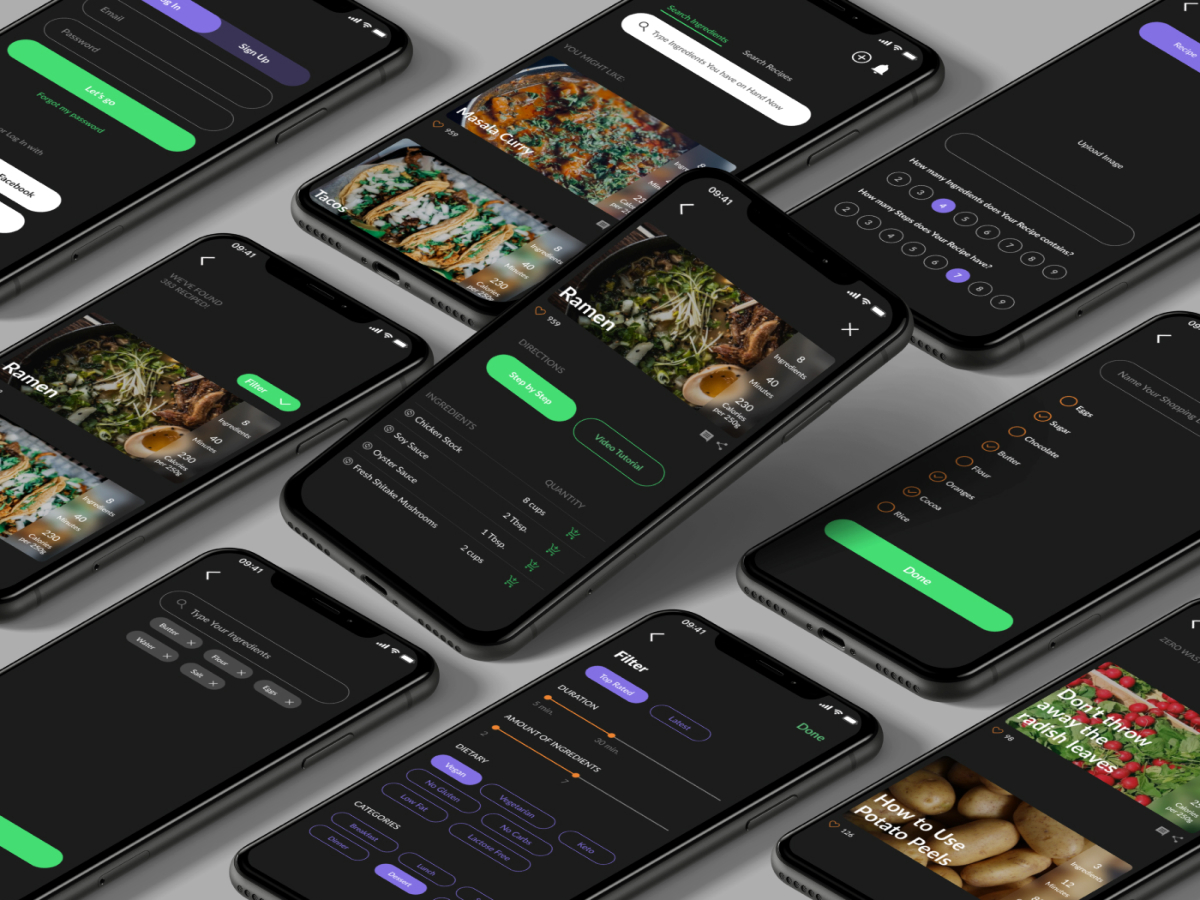 Log In
Sign Up
Email
Password
Let's go
Forgot my password
or Log In with
Facebook
Search Ingredients
Search Recipes
Type Ingredients You have on Hand Now
YOU MIGHT LIKE
Masala Curry
959
8
Tacos
8
Ingredients
40
Minutes
230
Calories
per 250g
Recipe
Upload Image
How many Ingredients does Your Recipe contains?
2 3 4 5 6 7 8 9
How many Steps does Your Recipe have?
2 3 4 5 6 7 8 9
09:41
WE'VE FOUND
383 RECIPED!
Filter
Ramen
8
Ingredients
40
Minutes
230
Calories
per 250g
8
Ingredients
40
Minutes
230
Calories
per 250g
09:41
Ramen
959
8
Ingredients
40
Minutes
230
Calories
per 250g
DIRECTIONS
Step by Step
Video Tutorial
INGREDIENTS
QUANTITY
Chicken Stock
8 cups
Soy Sauce
2 Tbsp.
Oyster Sauce
1 Tbsp.
Fresh Shitake Mushrooms
2 cups
Name Your Shopping
Eggs
Sugar
Chocolate
Butter
Flour
Oranges
Cocoa
Rice
Done
09:41
Type Your Ingredients
Butter
Flour
Eggs
Water
Salt
09:41
Filter
Done
Top Rated
Latest
DURATION
5 min.
30 min.
AMOUNT OF INGREDIENTS
2
7
DIETARY
Vegan
Vegetarian
Keto
No Gluten
No Carbs
Low Fat
Lactose Free
CATEGORIES
Breakfast
Lunch
Dinner
Dessert
ZERO WAS
Don't throw
away the
radish leaves
98
Calories
per 250g
How to Use
Potato Peels
126
3
Ingredients
12
Minutes